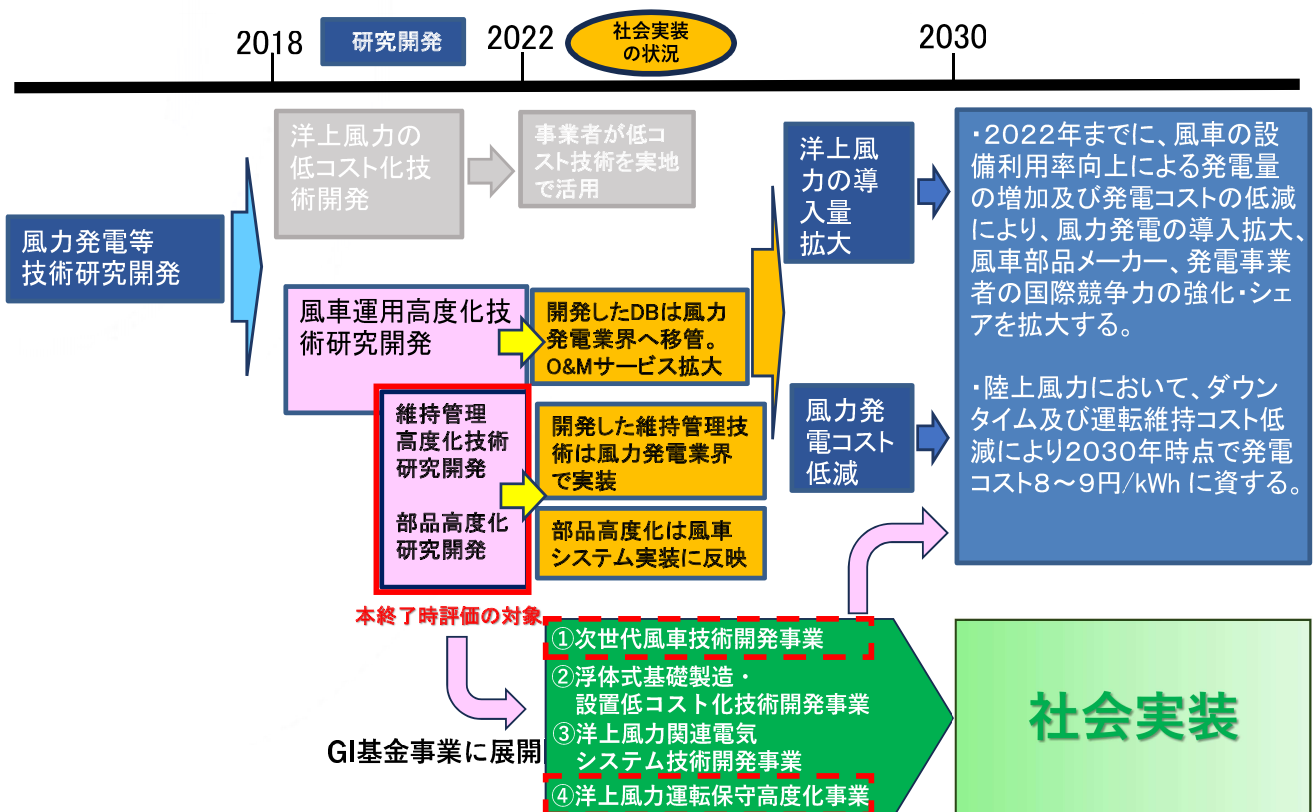 2018
研究開発
2022
社会実装
の状況
2030
風力発電等
技術研究開発
洋上風力の
低コスト化技
術開発
事業者が低コ
スト技術を実地
で活用
風車運用高度化技
術研究開発
開発したDBは風力
発電業界へ移管。
O&Mサービス拡大
維持管理
高度化技術
研究開発
部品高度化
研究開発
開発した維持管理技
術は風力発電業界
で実装
部品高度化は風車
システム実装に反映
本終了時評価の対象
洋上風
力の導
入量
拡大
風力発
電コスト
低減
・2022年までに、風車の設
備利用率向上による発電量
の増加及び発電コストの低減
により、風力発電の導入拡大、
風車部品メーカー、発電事業
者の国際競争力の強化・シェ
アを拡大する。
・陸上風力において、ダウン
タイム及び運転維持コスト低
減により2030年時点で発電
コスト8～9円/kWh に資する。
GI基金事業に展開
①次世代風車技術開発事業
②浮体式基礎製造・
設置低コスト化技術開発事業
③洋上風力関連電気
システム技術開発事業
④洋上風力運転保守高度化事業
社会実装